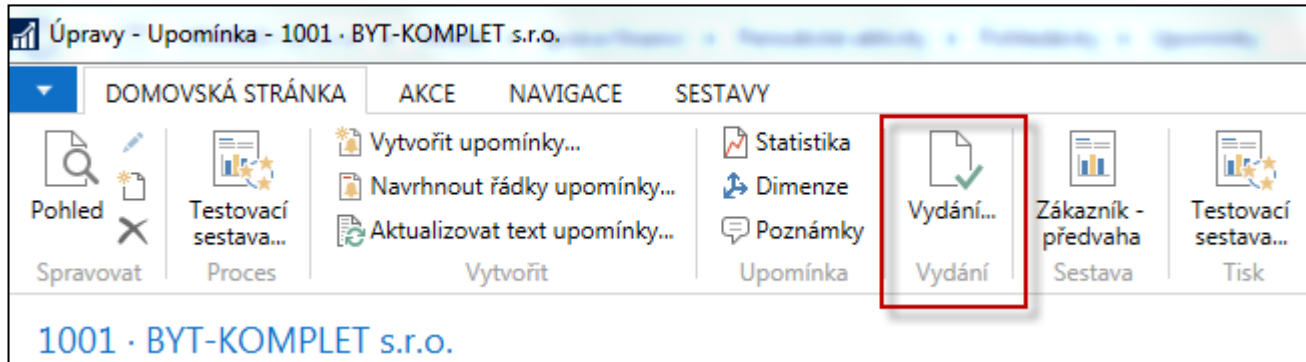 Úpravy - Upomínka - 1001 · BYT-KOMPLET s.r.o.
DOMOVSKÁ STRÁNKA AKCE NAVIGACE SESTAVY
Pohled
Spravovat
Testovací
sestava...
Proces
Vytvořit upomínky...
Navrhnout řádky upomínky...
Aktualizovat text upomínky...
Vytvořit
Statistika
Dimenze
Poznámky
Upomínka
Vydání...
Vydání
Zákazník -
předvaha
Sestava
Testovací
sestava...
Tisk
1001 · BYT-KOMPLET s.r.o.